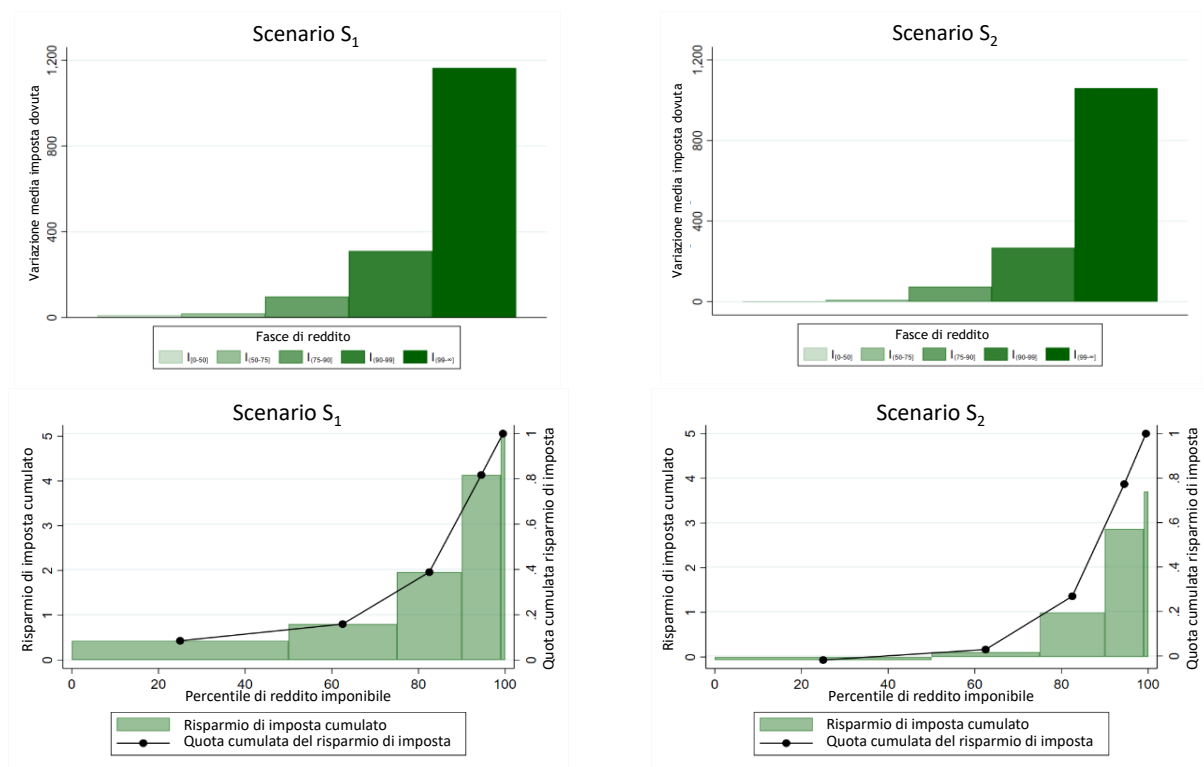 Scenario S1
Variazione media imposta dovuta
1,200
800
400
0
Fasce di reddito
I[0-50] I(50-75] I(75-90] I(90-99] I(99-∞]
Scenario S2
Variazione media imposta dovuta
1,200
800
400
0
Fasce di reddito
I[0-50] I(50-75] I(75-90] I(90-99] I(99-∞]
Scenario S1
Risparmio di imposta cumulato
5
4
3
2
1
0
Quota cumulata risparmio di imposta
1
.8
.6
.4
.2
0
0 20 40 60 80 100
Percentile di reddito imponibile
Risparmio di imposta cumulato
Quota cumulata del risparmio di imposta
Scenario S2
Risparmio di imposta cumulato
5
4
3
2
1
0
Quota cumulata risparmio di imposta
1
.8
.6
.4
.2
0
0 20 40 60 80 100
Percentile di reddito imponibile
Risparmio di imposta cumulato
Quota cumulata del risparmio di imposta